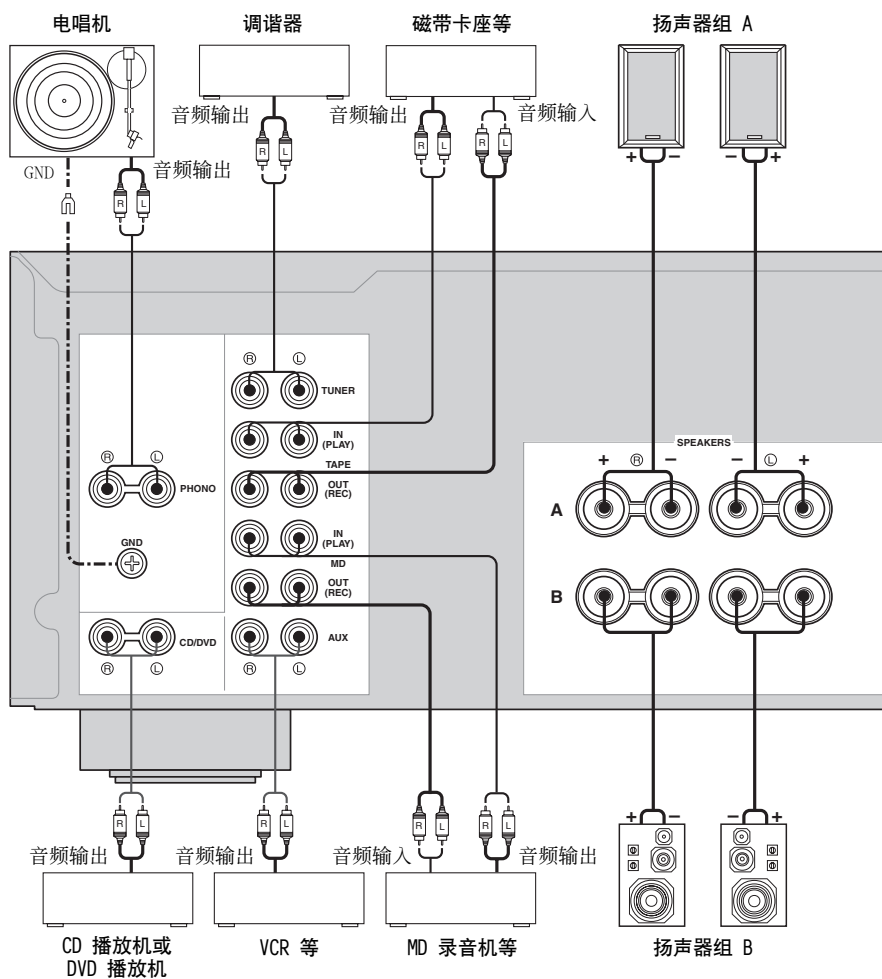 电唱机
调谐器
磁带卡座等
扬声器组 A
音频输出
音频输出
音频输入
GND
音频输出
R L
R L
R L
R L
+ - - +
R L
TUNER
IN
(PLAY)
TAPE
OUT
(REC)
IN
(PLAY)
MD
OUT
(REC)
AUX
R L
R L
PHONO
GND
CD/DVD
R L
SPEAKERS
+ R - - L +
A
B
R L
R L
R L
R L
+ - - +
音频输出
音频输出
音频输入
音频输出
CD 播放机或
DVD 播放机
VCR 等
MD 录音机等
扬声器组 B